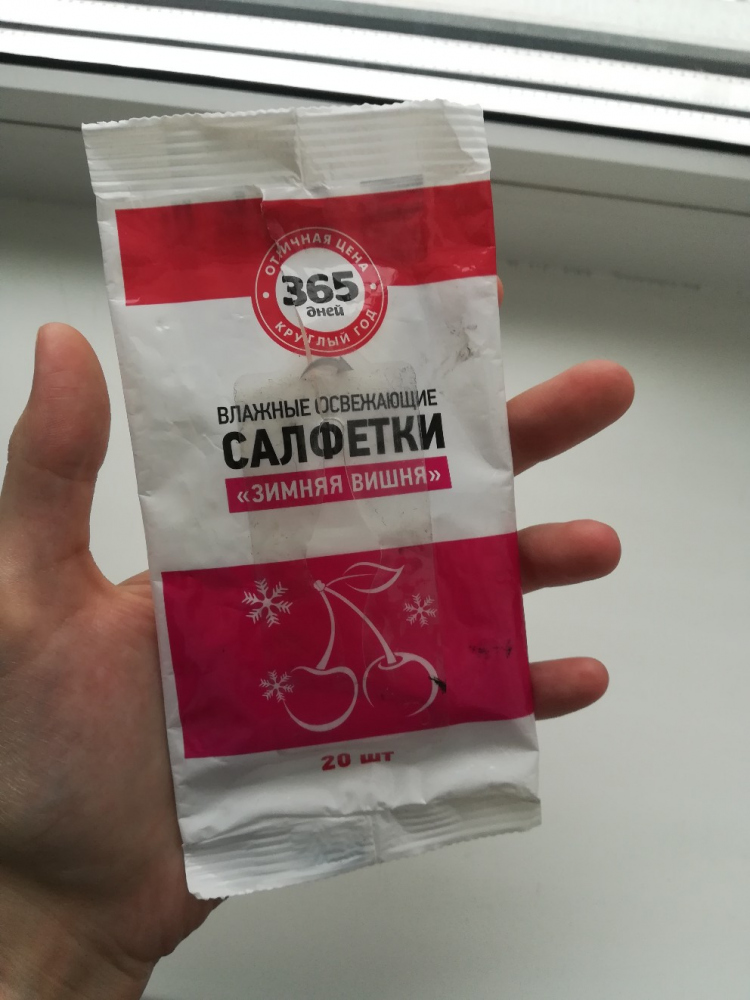 ОТЛИЧНАЯ ЦЕНА
365
дней
КРУГЛЫЙ ГОД
ВЛАЖНЫЕ ОСВЕЖАЮЩИЕ
САЛФЕТКИ
«ЗИМНЯЯ ВИШНЯ»
20 шт